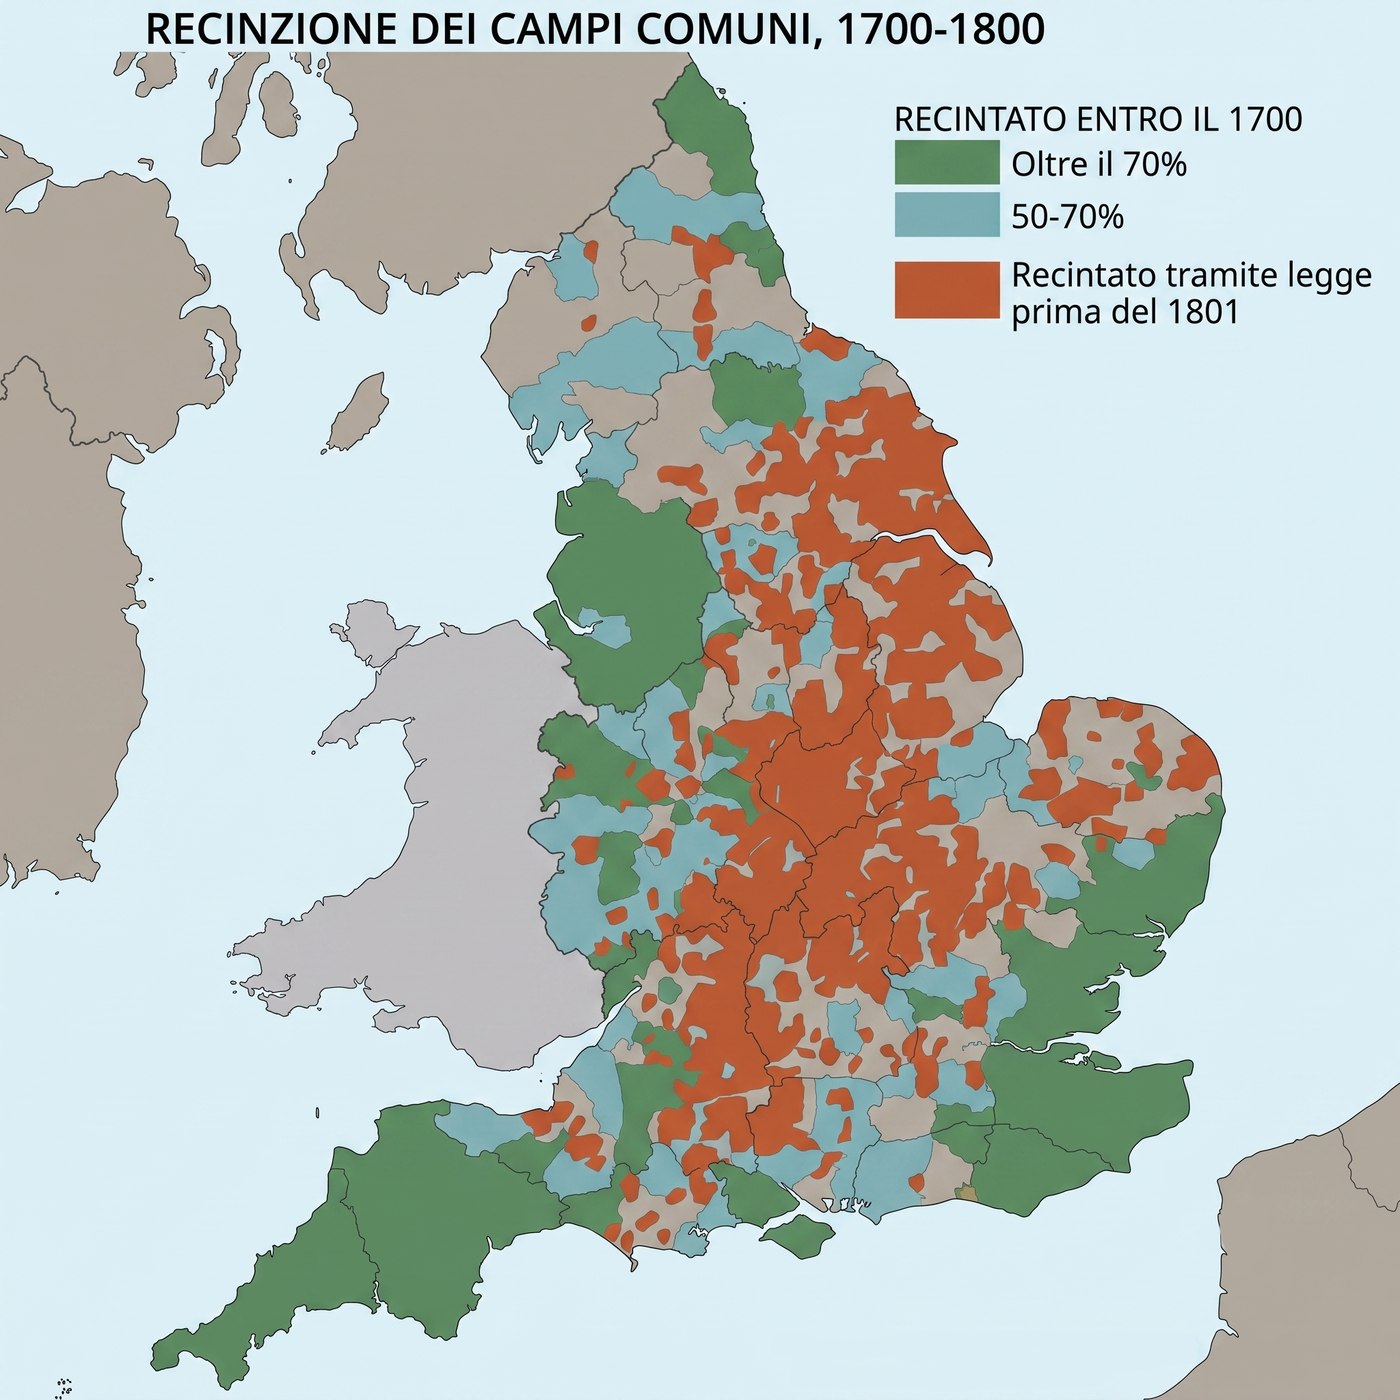 RECINZIONE DEI CAMPI COMUNI, 1700-1800
RECINTATO ENTRO IL 1700
Oltre il 70%
50-70%
Recintato tramite legge
prima del 1801